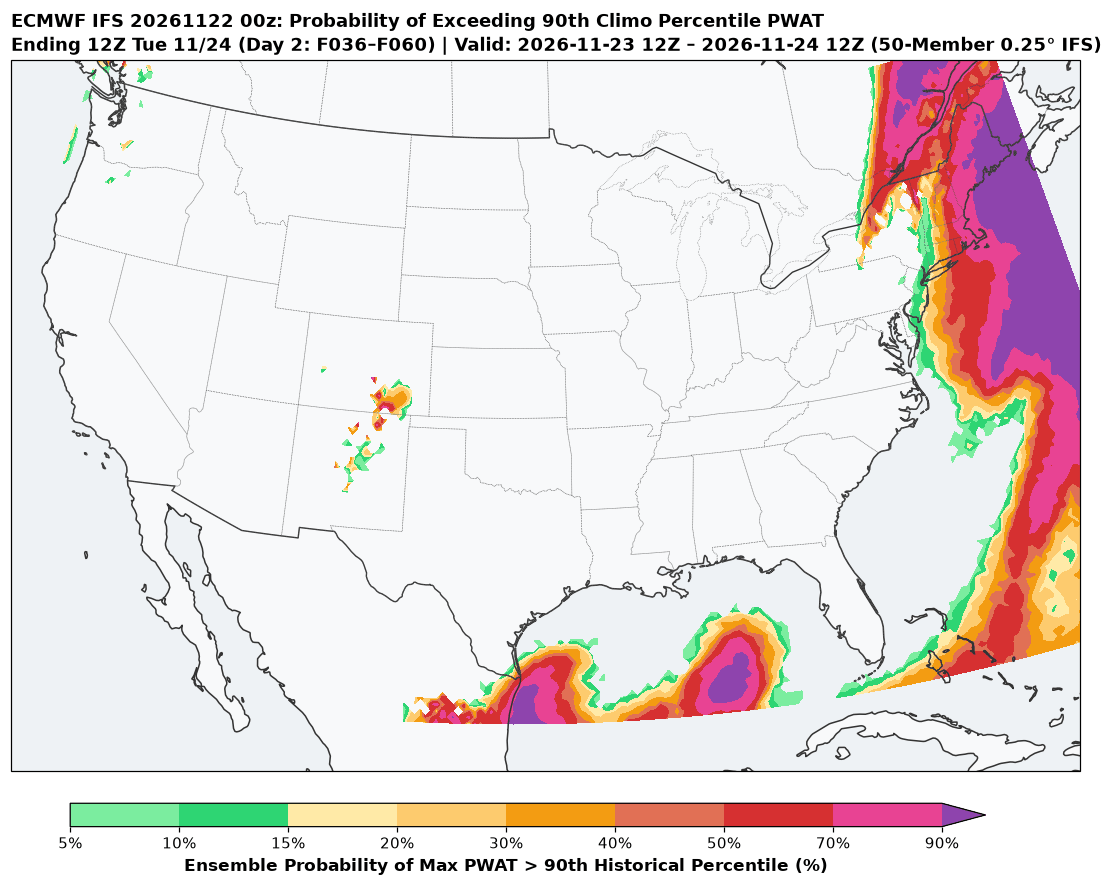 ECMWF IFS 20261122 00z: Probability of Exceeding 90th Climo Percentile PWAT
Ending 12Z Tue 11/24 (Day 2: F036–F060) | Valid: 2026-11-23 12Z – 2026-11-24 12Z (50-Member 0.25° IFS)
5% 10% 15% 20% 30% 40% 50% 70% 90%
Ensemble Probability of Max PWAT > 90th Historical Percentile (%)